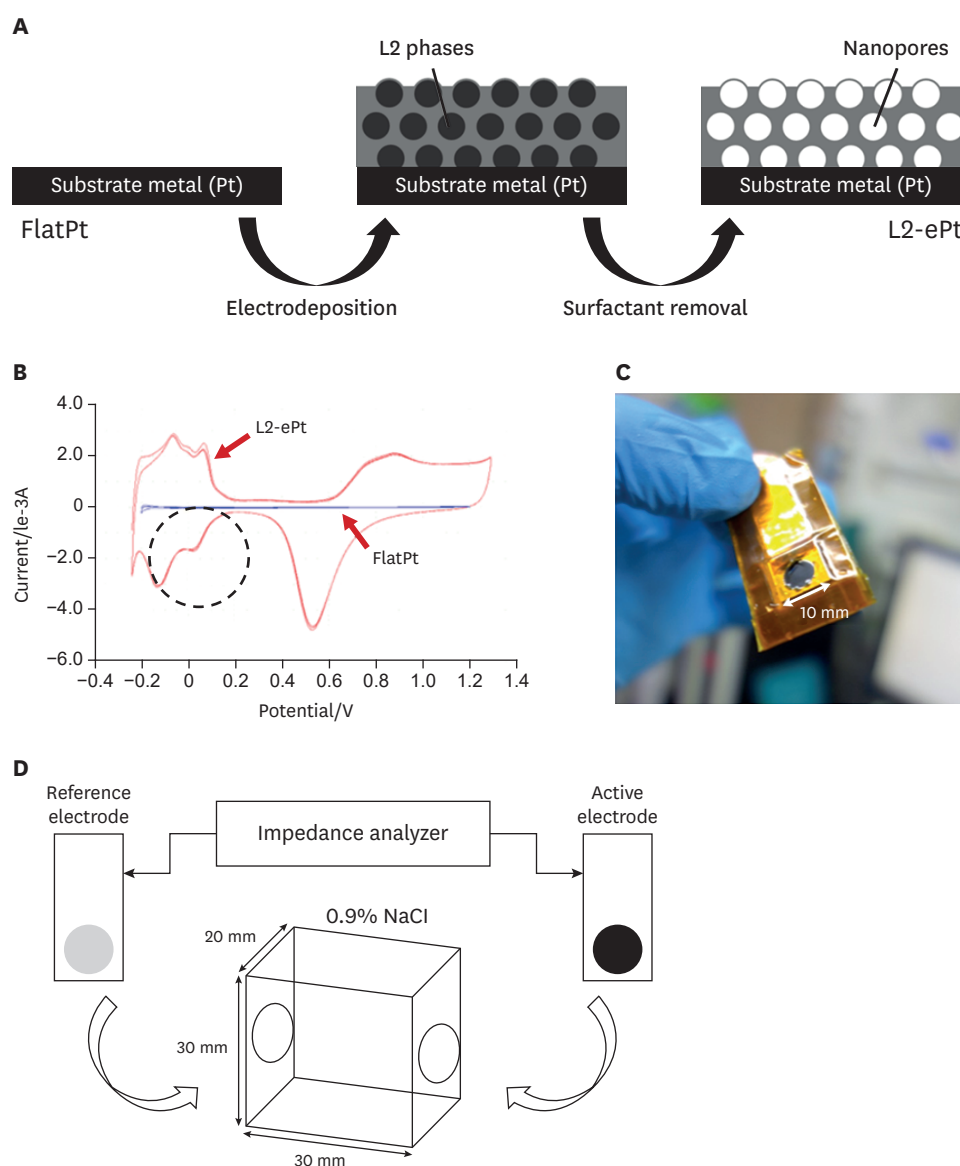 A
L2 phases
Nanopores
Substrate metal (Pt)
Substrate metal (Pt)
Substrate metal (Pt)
FlatPt
L2-ePt
Electrodeposition
Surfactant removal
B
4.0
2.0
0
−2.0
−4.0
−6.0
Current/le-3A
L2-ePt
FlatPt
−0.4
−0.2
0
0.2
0.4
0.6
0.8
1.0
1.2
1.4
Potential/V
C
10 mm
D
Reference
electrode
Impedance analyzer
Active
electrode
0.9% NaCl
20 mm
30 mm
30 mm